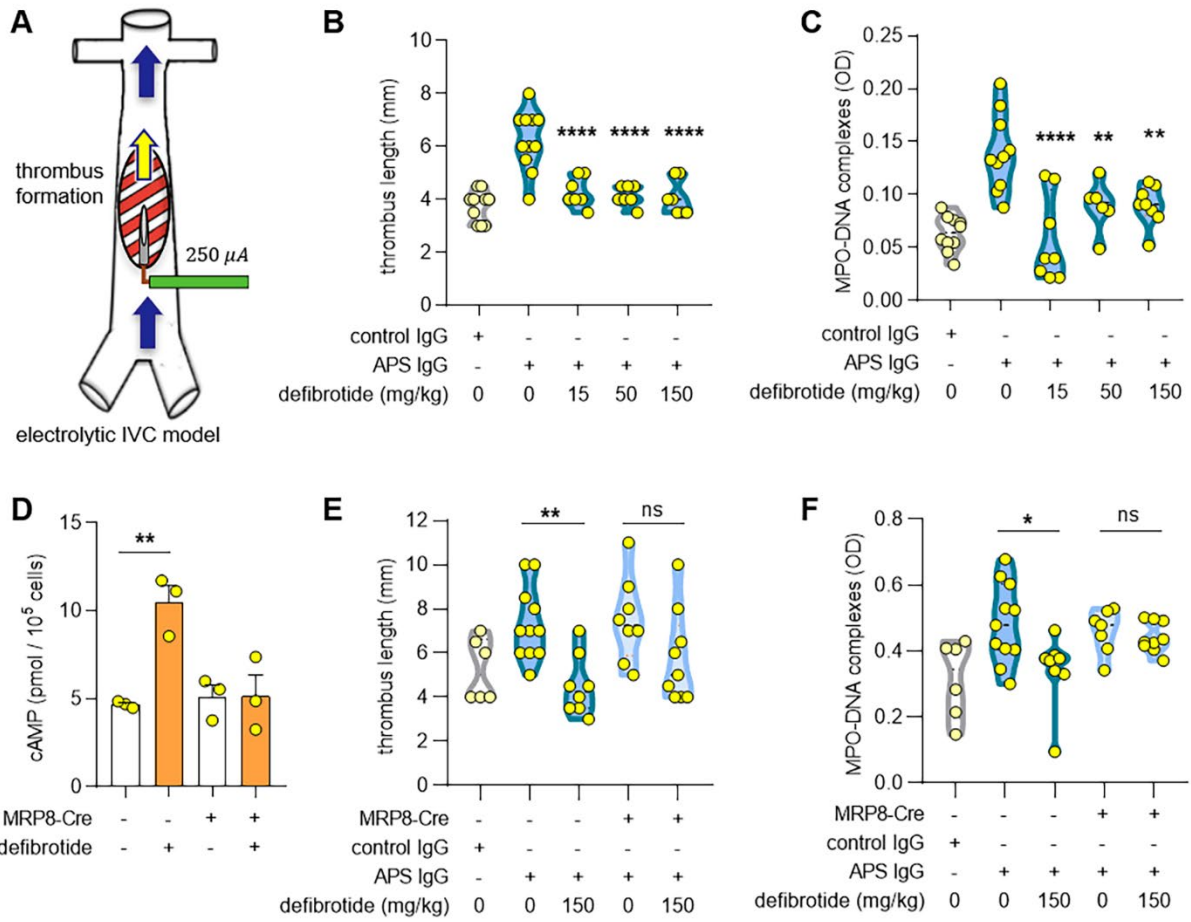 A
thrombus
formation
250 μA
electrolytic IVC model
B
thrombus length (mm)
8
6
4
2
0
**** **** ****
control IgG + - - - -
APS IgG - + + + +
defibrotide (mg/kg) 0 0 15 50 150
C
MPO-DNA complexes (OD)
0.25
0.20
0.15
0.10
0.05
0.00
**** ** **
control IgG + - - - -
APS IgG - + + + +
defibrotide (mg/kg) 0 0 15 50 150
D
cAMP (pmol / 10⁵ cells)
15
10
5
0
**
MRP8-Cre - - + +
defibrotide - + - +
E
thrombus length (mm)
12
10
8
6
4
2
0
** ns
MRP8-Cre - - - + +
control IgG + - - - -
APS IgG - + + + +
defibrotide (mg/kg) 0 0 150 0 150
F
MPO-DNA complexes (OD)
0.8
0.6
0.4
0.2
0.0
* ns
MRP8-Cre - - - + +
control IgG + - - - -
APS IgG - + + + +
defibrotide (mg/kg) 0 0 150 0 150